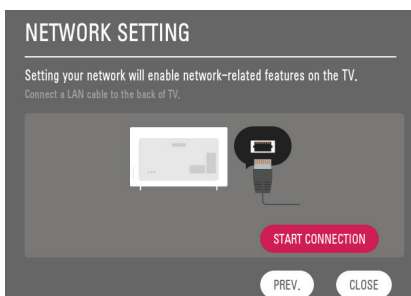 NETWORK SETTING
Setting your network will enable network-related features on the TV.
Connect a LAN cable to the back of TV.
START CONNECTION
PREV.
CLOSE